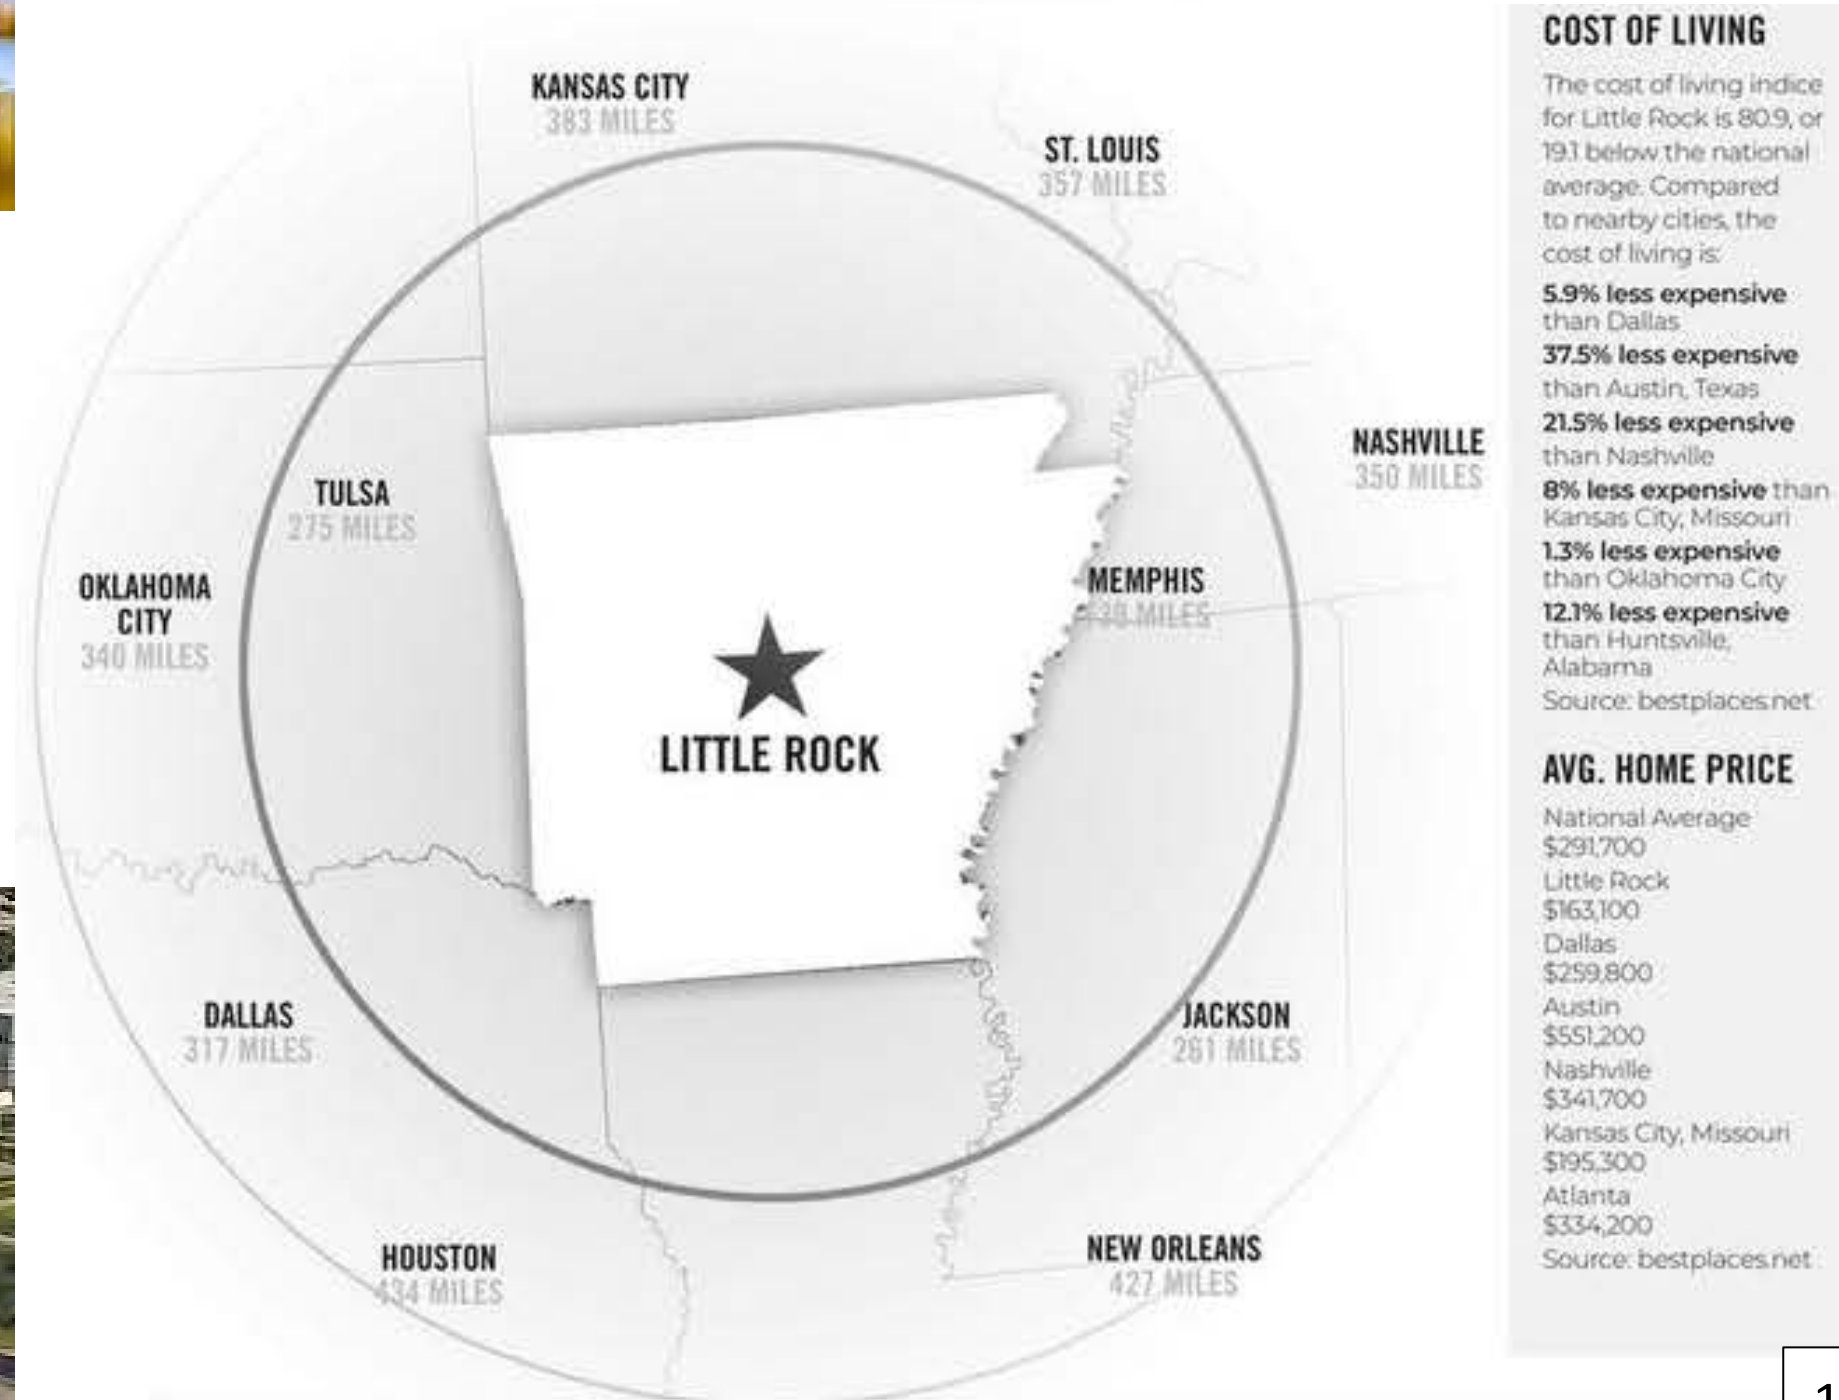 KANSAS CITY
383 MILES
ST. LOUIS
357 MILES
NASHVILLE
350 MILES
TULSA
275 MILES
OKLAHOMA
CITY
340 MILES
MEMPHIS
MILES
LITTLE ROCK
DALLAS
317 MILES
JACKSON
261 MILES
HOUSTON
434 MILES
NEW ORLEANS
427 MILES
COST OF LIVING
The cost of living indice
for Little Rock is 80.9, or
19.1 below the national
average. Compared
to nearby cities, the
cost of living is:
5.9% less expensive
than Dallas
37.5% less expensive
than Austin, Texas
21.5% less expensive
than Nashville
8% less expensive than
Kansas City, Missouri
1.3% less expensive
than Oklahoma City
12.1% less expensive
than Huntsville,
Alabama
Source: bestplaces.net
AVG. HOME PRICE
National Average
$291,700
Little Rock
$163,100
Dallas
$259,800
Austin
$551,200
Nashville
$341,700
Kansas City, Missouri
$195,300
Atlanta
$334,200
Source: bestplaces.net